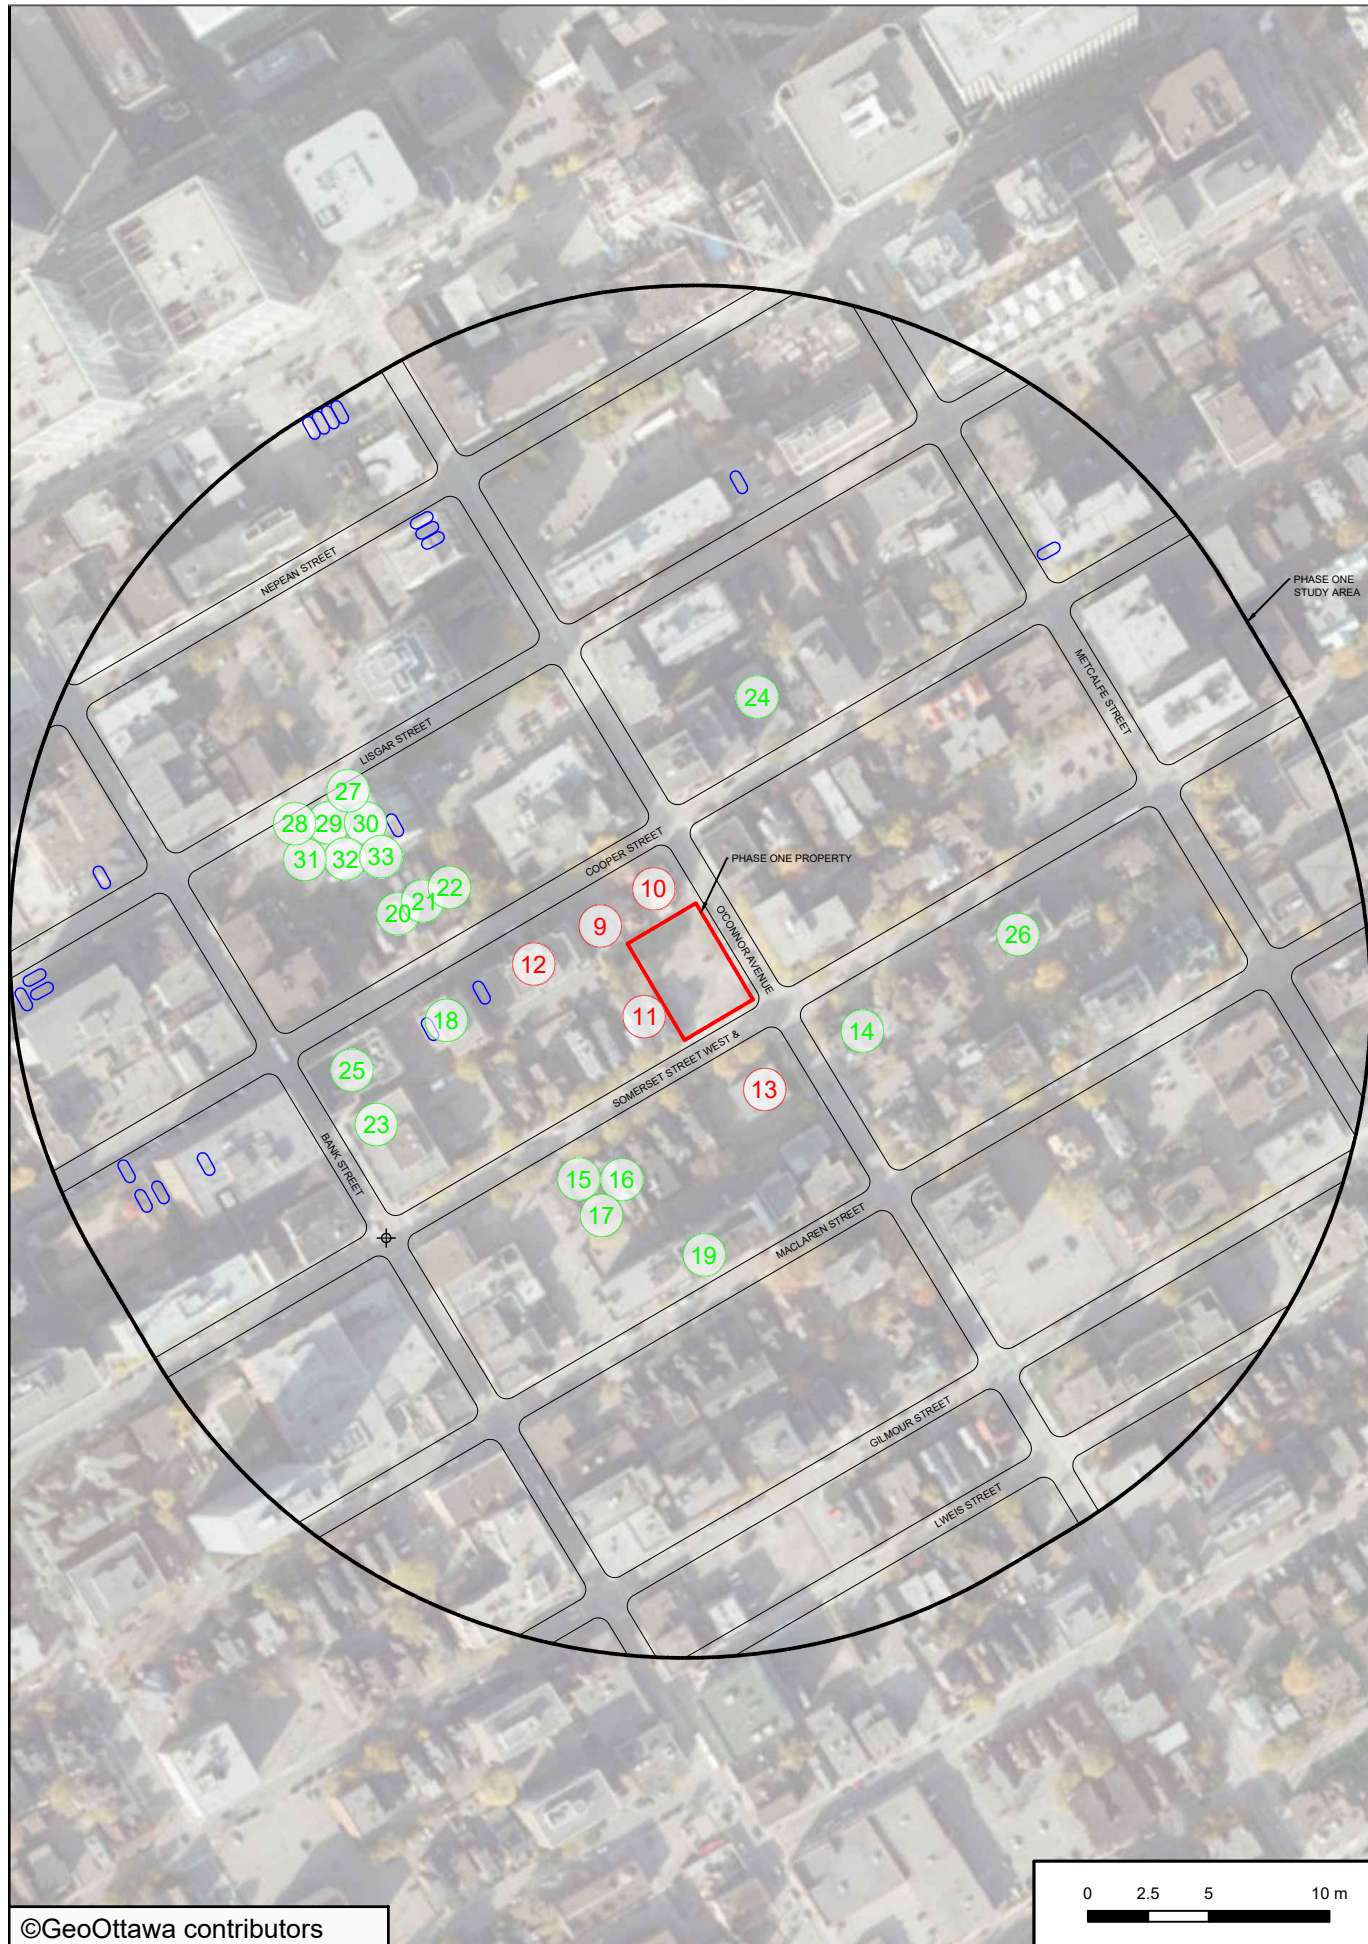 PHASE ONE
STUDY AREA
NEPEAN STREET
METCALFE STREET
24
LISGAR STREET
27
28
29
30
31
32
33
COOPER STREET
PHASE ONE PROPERTY
22
21
20
10
9
O'CONNOR AVENUE
26
12
11
18
14
SOMERSET STREET WEST &
25
13
23
BANK STREET
15
16
17
MACLAREN STREET
19
GILMOUR STREET
LWEIS STREET
0 2.5 5 10 m
©GeoOttawa contributors